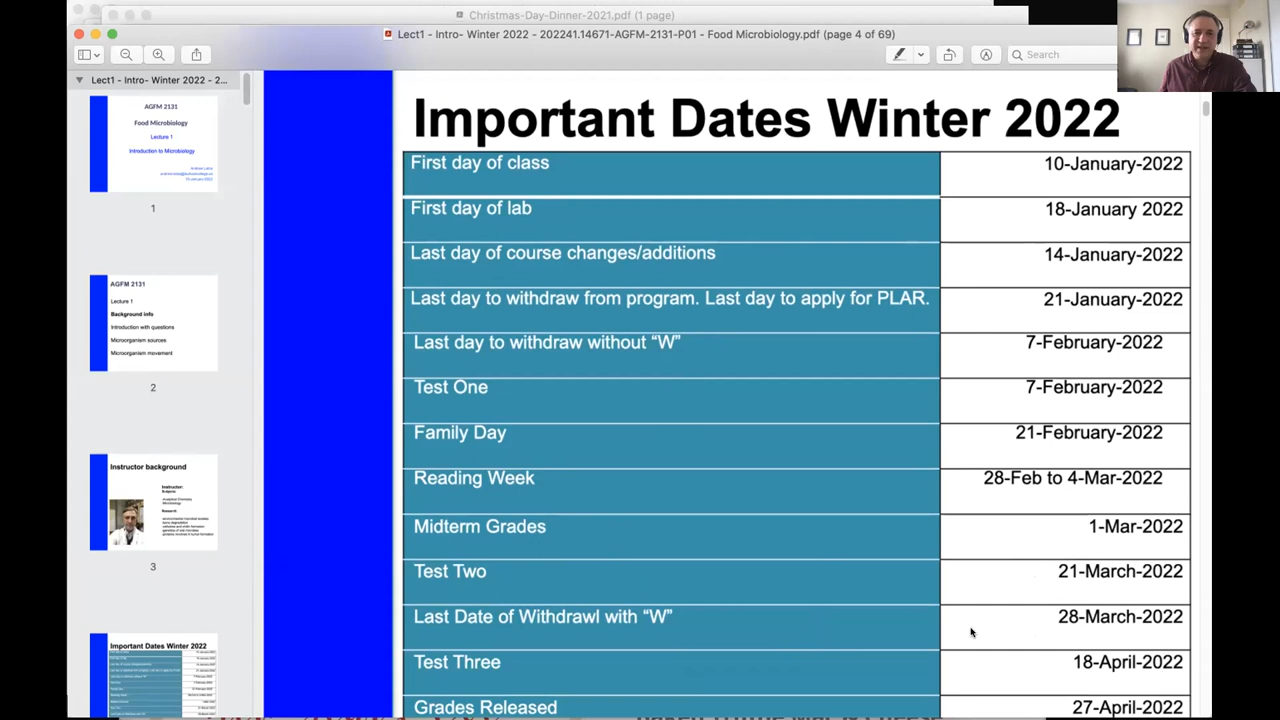 Christmas-Day-Dinner-2021.pdf (1 page)
Lect1 - Intro- Winter 2022 - 202241.14671-AGFM-2131-P01 - Food Microbiology.pdf (page 4 of 69)
Search
Lect1 - Intro- Winter 2022 - 2...
AGFM 2131
Food Microbiology
Lecture 1
Introduction to Microbiology
1
AGFM 2131
Lecture 1
Background info
Introduction with questions
Microorganism sources
Microorganism movement
2
Instructor background
Instructor:
3
Important Dates Winter 2022
Important Dates Winter 2022
First day of class 10-January-2022
First day of lab 18-January 2022
Last day of course changes/additions 14-January-2022
Last day to withdraw from program. Last day to apply for PLAR. 21-January-2022
Last day to withdraw without “W” 7-February-2022
Test One 7-February-2022
Family Day 21-February-2022
Reading Week 28-Feb to 4-Mar-2022
Midterm Grades 1-Mar-2022
Test Two 21-March-2022
Last Date of Withdrawl with “W” 28-March-2022
Test Three 18-April-2022
Grades Released 27-April-2022